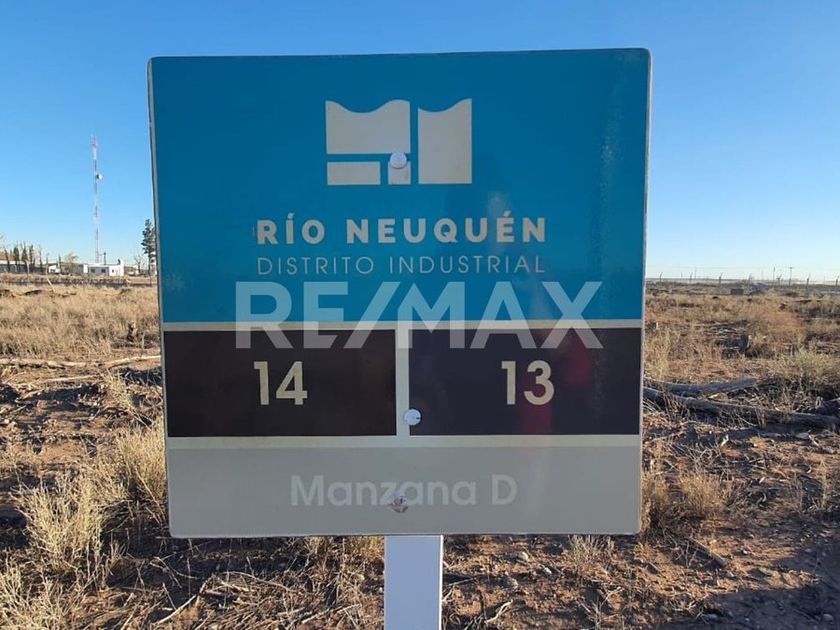 RÍO NEUQUÉN
DISTRITO INDUSTRIAL
RE/MAX
14 13
Manzana D